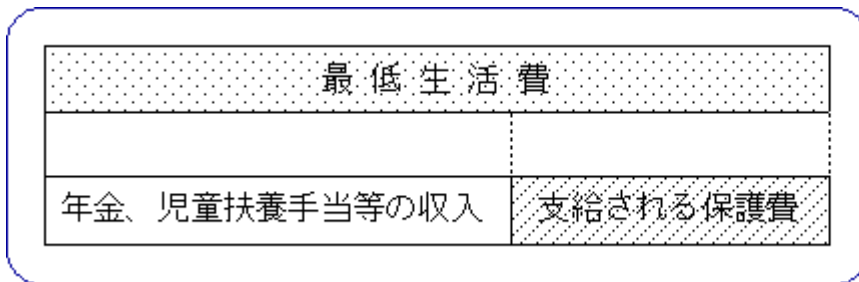 最低生活費
年金、児童扶養手当等の収入
支給される保護費